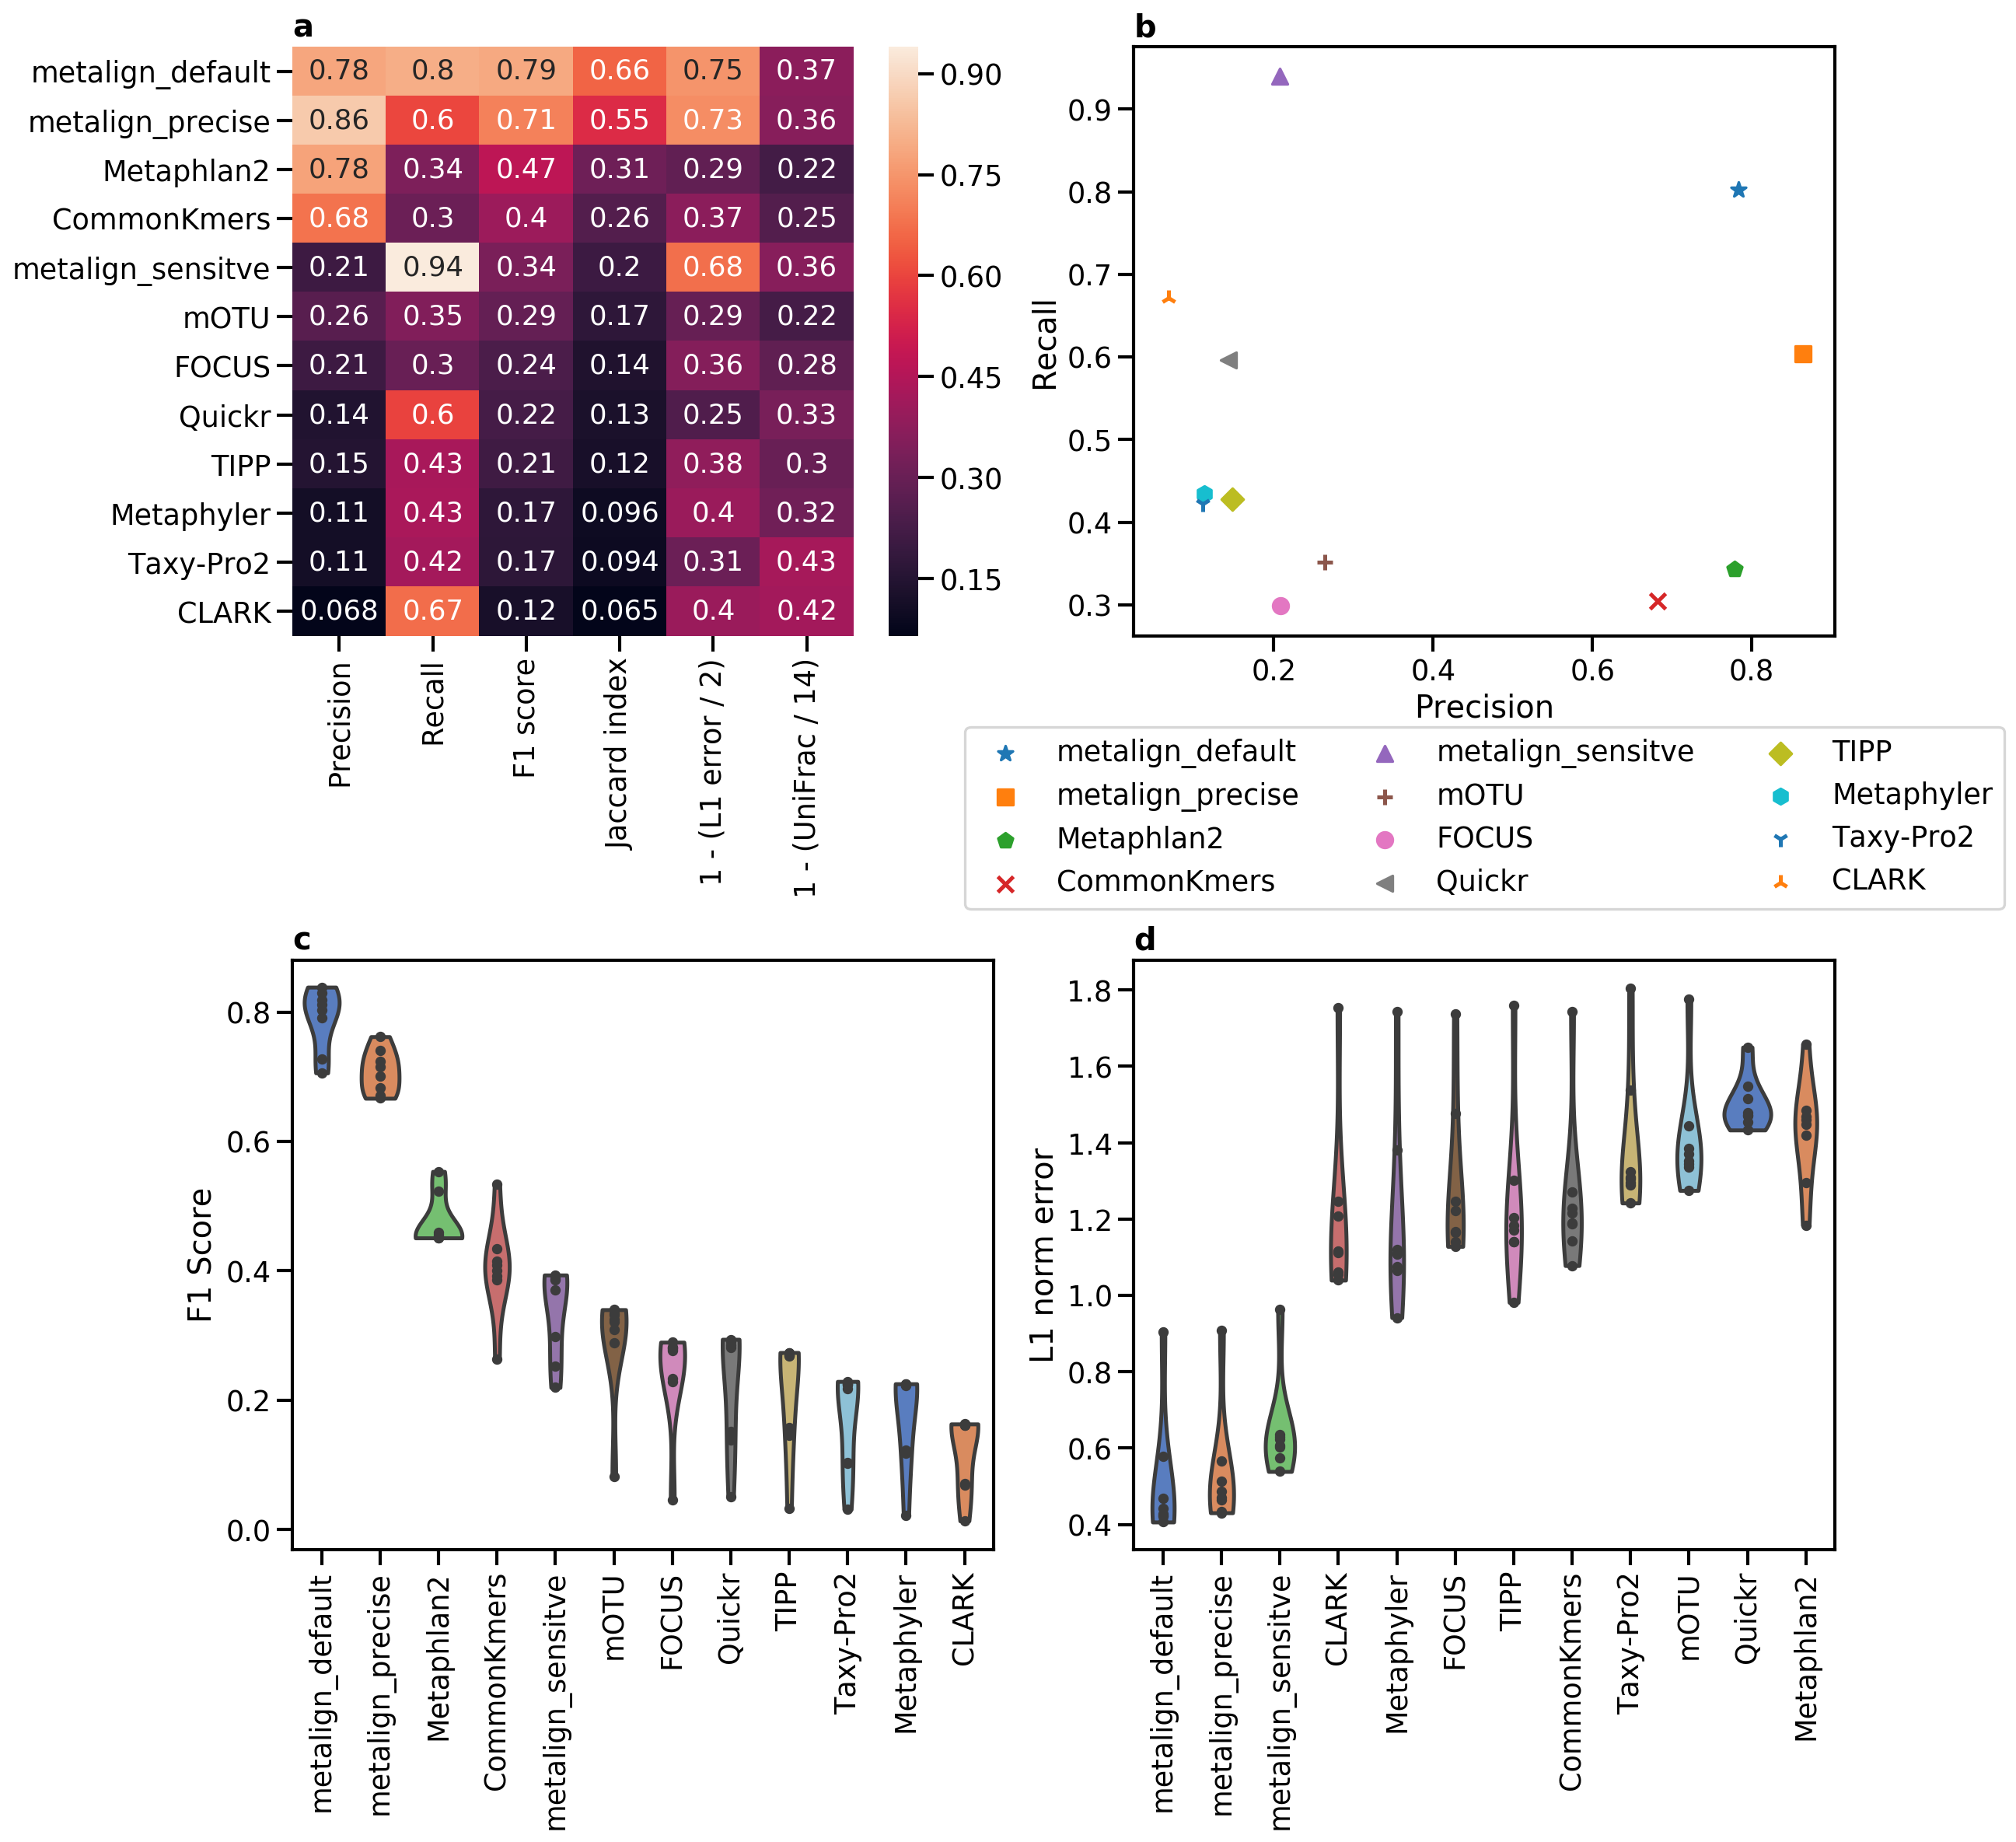 a
metalign_default 0.78 0.8 0.79 0.66 0.75 0.37
metalign_precise 0.86 0.6 0.71 0.55 0.73 0.36
Metaphlan2 0.78 0.34 0.47 0.31 0.29 0.22
CommonKmers 0.68 0.3 0.4 0.26 0.37 0.25
metalign_sensitve 0.21 0.94 0.34 0.2 0.68 0.36
mOTU 0.26 0.35 0.29 0.17 0.29 0.22
FOCUS 0.21 0.3 0.24 0.14 0.36 0.28
Quickr 0.14 0.6 0.22 0.13 0.25 0.33
TIPP 0.15 0.43 0.21 0.12 0.38 0.3
Metaphyler 0.11 0.43 0.17 0.096 0.4 0.32
Taxy-Pro2 0.11 0.42 0.17 0.094 0.31 0.43
CLARK 0.068 0.67 0.12 0.065 0.4 0.42
Precision
Recall
F1 score
Jaccard index
1 - (L1 error / 2)
1 - (UniFrac / 14)
0.90
0.75
0.60
0.45
0.30
0.15
b
Recall
0.9
0.8
0.7
0.6
0.5
0.4
0.3
0.2 0.4 0.6 0.8
Precision
metalign_default metalign_sensitve TIPP
metalign_precise mOTU Metaphyler
Metaphlan2 FOCUS Taxy-Pro2
CommonKmers Quickr CLARK
c
F1 Score
0.8
0.6
0.4
0.2
0.0
metalign_default
metalign_precise
Metaphlan2
CommonKmers
metalign_sensitve
mOTU
FOCUS
Quickr
TIPP
Taxy-Pro2
Metaphyler
CLARK
d
L1 norm error
1.8
1.6
1.4
1.2
1.0
0.8
0.6
0.4
metalign_default
metalign_precise
metalign_sensitve
CLARK
Metaphyler
FOCUS
TIPP
CommonKmers
Taxy-Pro2
mOTU
Quickr
Metaphlan2